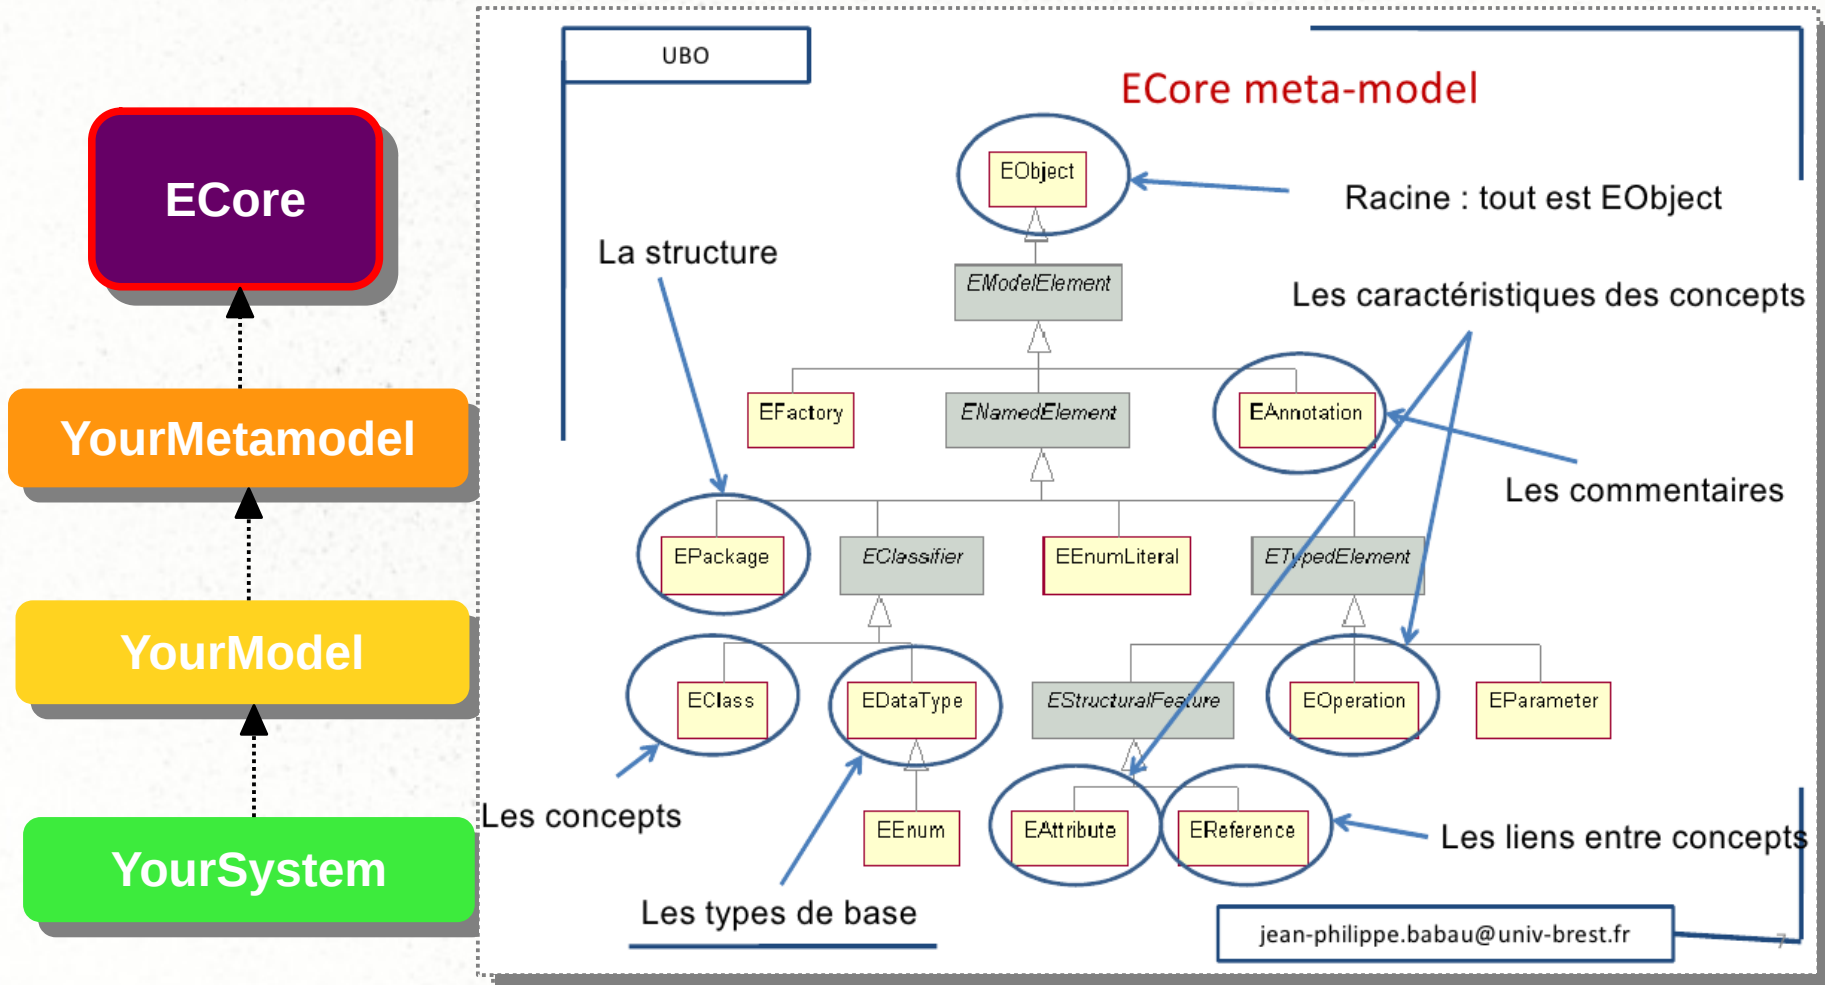 ECore
YourMetamodel
YourModel
YourSystem
UBO
ECore meta-model
EObject
Racine : tout est EObject
La structure
EModelElement
Les caractéristiques des concepts
EFactory
ENamedElement
EAnnotation
Les commentaires
EPackage
EClassifier
EEnumLiteral
ETypedElement
EClass
EDataType
EStructuralFeature
EOperation
EParameter
Les concepts
EEnum
EAttribute
EReference
Les liens entre concepts
Les types de base
jean-philippe.babau@univ-brest.fr
7